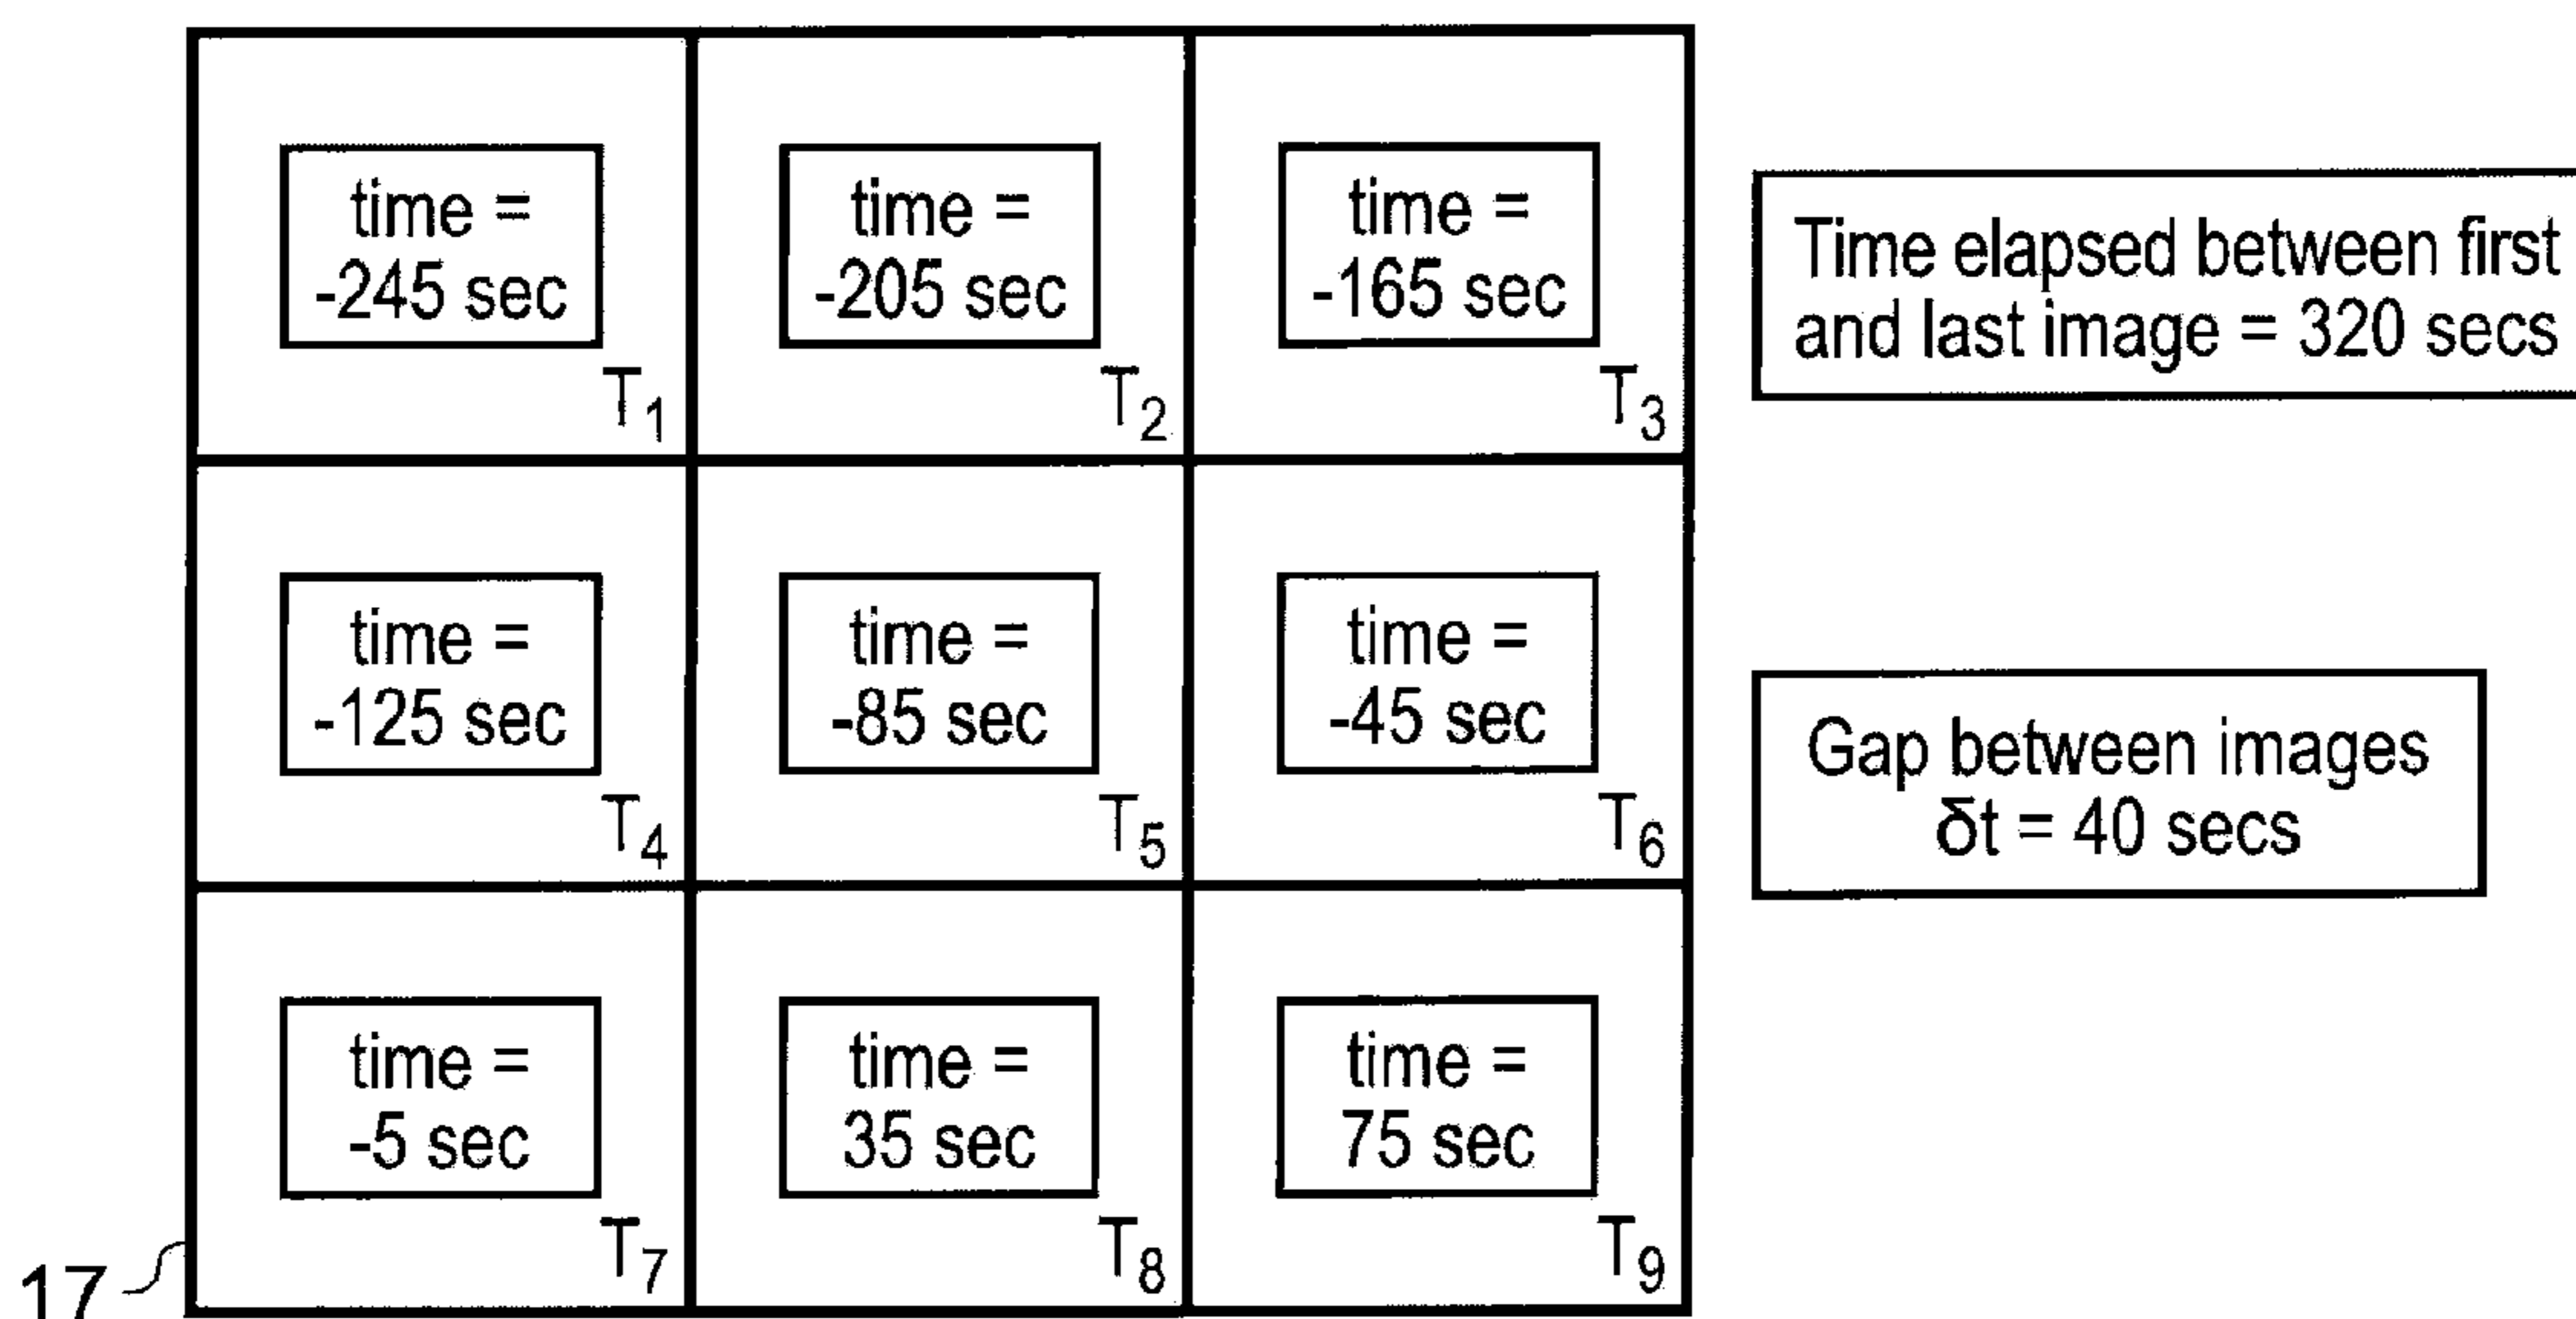 time =
-245 sec
T1
time =
-205 sec
T2
time =
-165 sec
T3
Time elapsed between first
and last image = 320 secs
time =
-125 sec
T4
time =
-85 sec
T5
time =
-45 sec
T6
Gap between images
δt = 40 secs
time =
-5 sec
T7
time =
35 sec
T8
time =
75 sec
T9
17